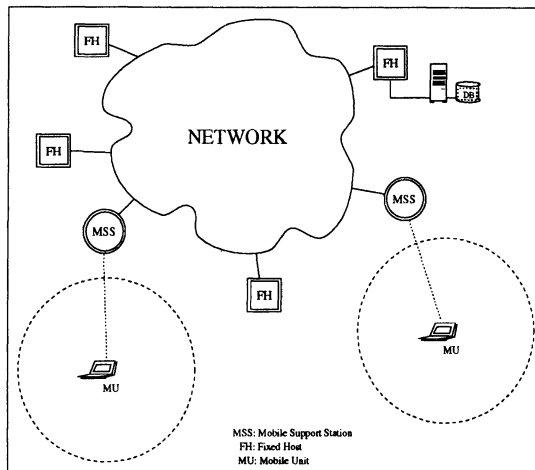 FH
FH
DB
NETWORK
FH
MSS
MSS
FH
MU
MU
MSS: Mobile Support Station
FH: Fixed Host
MU: Mobile Unit